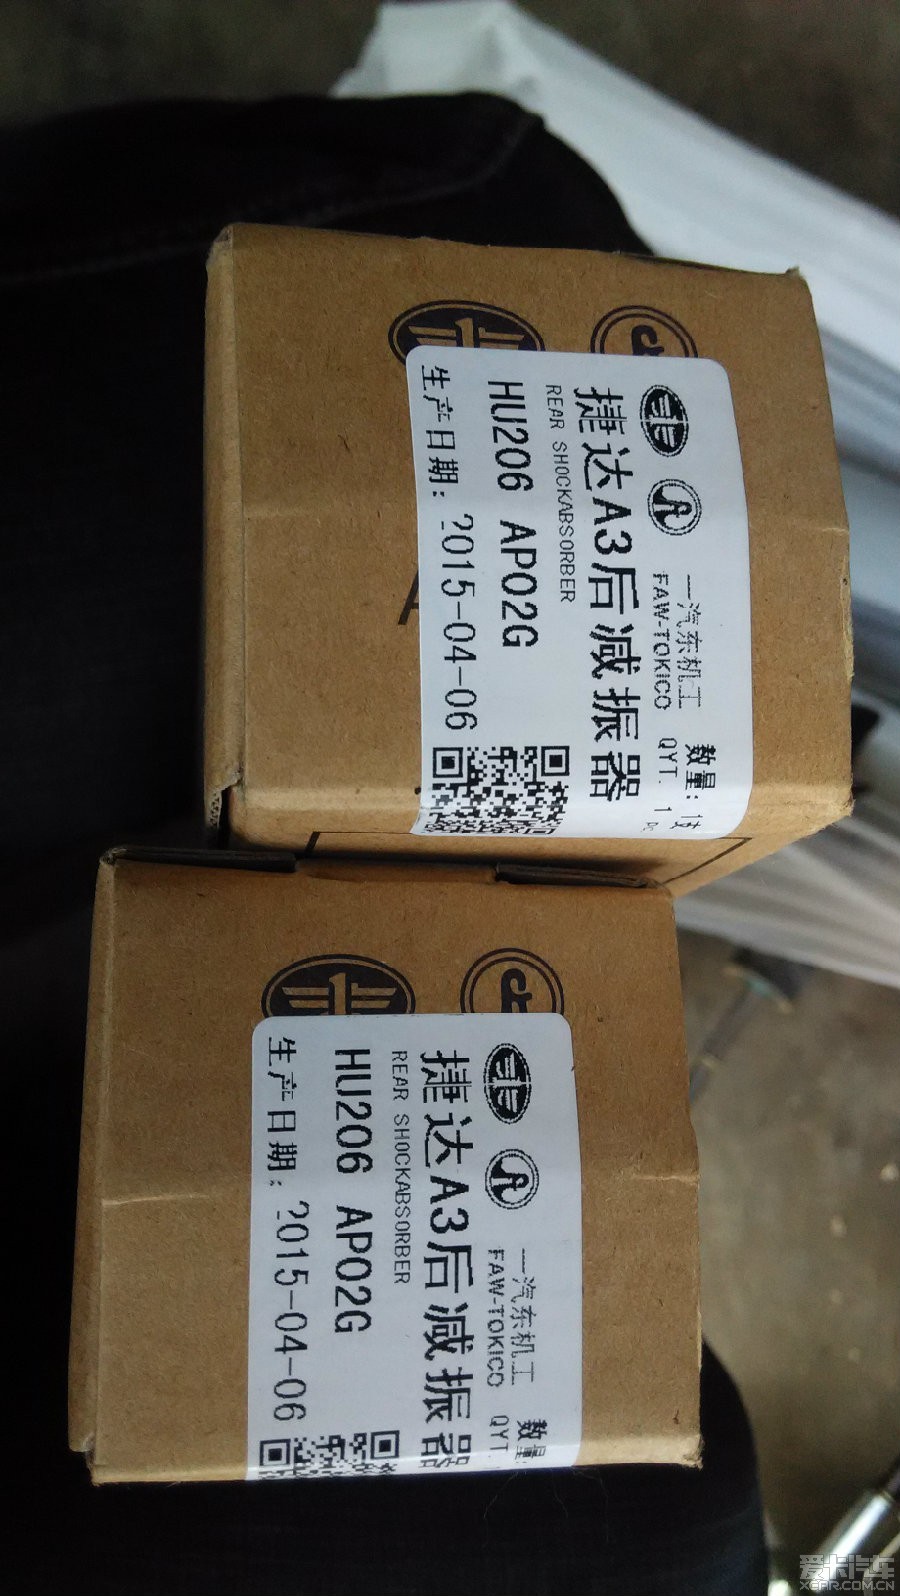 一汽东机工 数量: 1支
FAW-TOKICO QYT. 1
捷达A3后减振器
REAR SHOCKABSORBER
HU206 AP02G
生产日期: 2015-04-06
一汽东机工 数量:
FAW-TOKICO QYT
捷达A3后减振器
REAR SHOCKABSORBER
HU206 AP02G
生产日期: 2015-04-06
爱卡汽车
XCAR.COM.CN